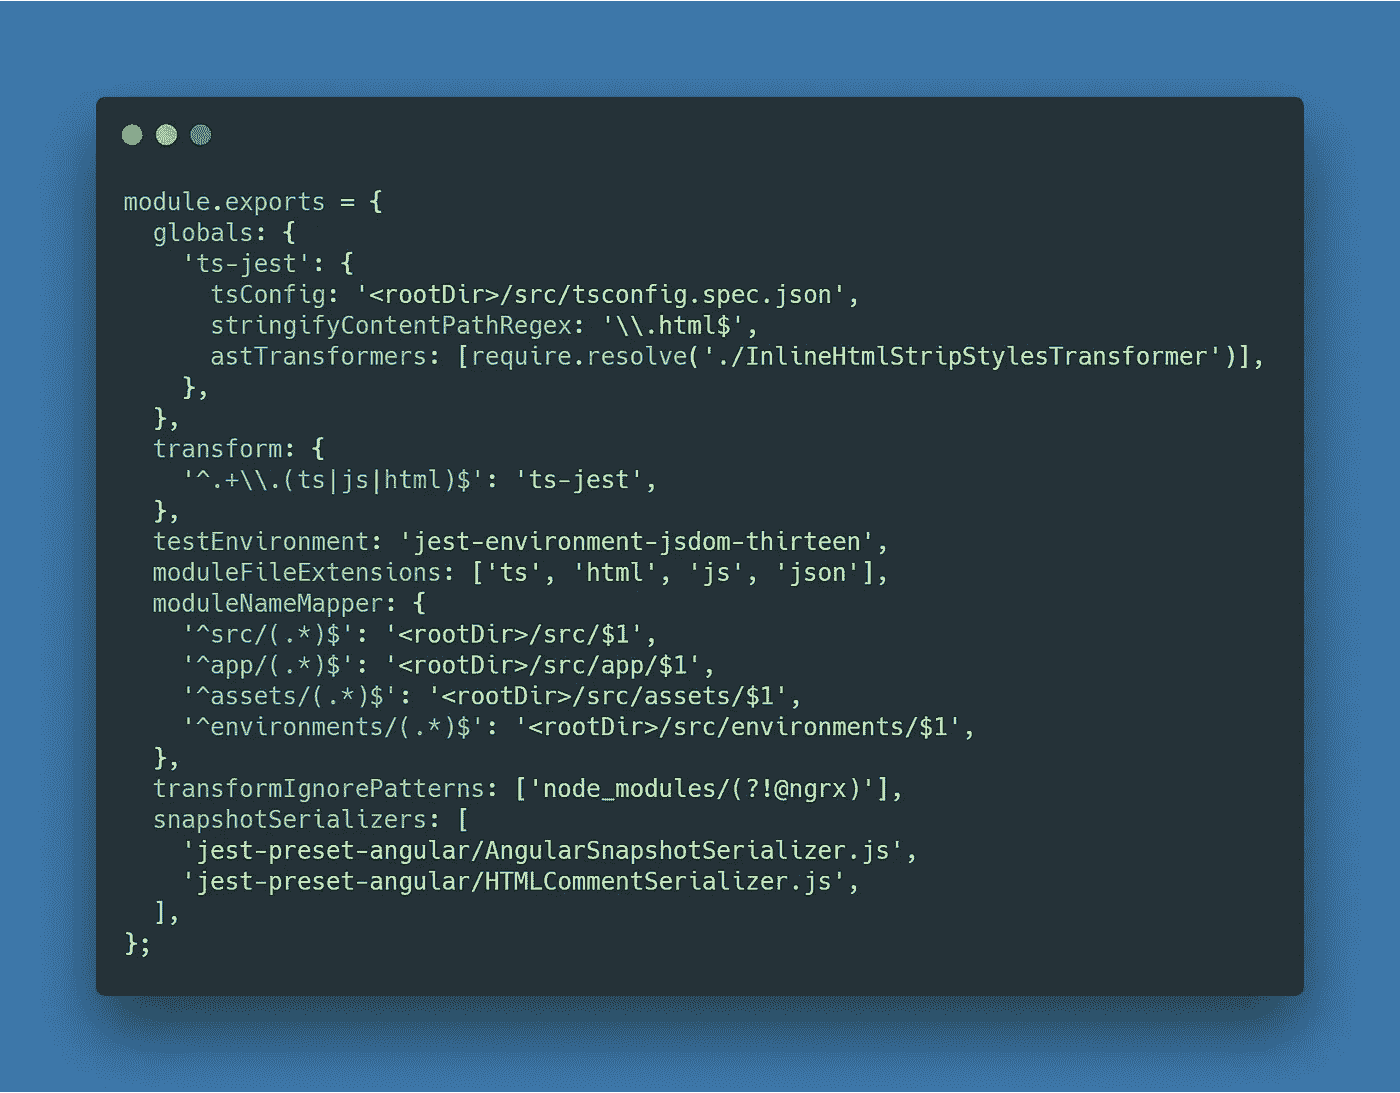 module.exports = {
  globals: {
    'ts-jest': {
      tsConfig: '<rootDir>/src/tsconfig.spec.json',
      stringifyContentPathRegex: '\\.html$',
      astTransformers: [require.resolve('./InlineHtmlStripStylesTransformer')],
    },
  },
  transform: {
    '^.+\\.(ts|js|html)$': 'ts-jest',
  },
  testEnvironment: 'jest-environment-jsdom-thirteen',
  moduleFileExtensions: ['ts', 'html', 'js', 'json'],
  moduleNameMapper: {
    '^src/(.*)$': '<rootDir>/src/$1',
    '^app/(.*)$': '<rootDir>/src/app/$1',
    '^assets/(.*)$': '<rootDir>/src/assets/$1',
    '^environments/(.*)$': '<rootDir>/src/environments/$1',
  },
  transformIgnorePatterns: ['node_modules/(?!@ngrx)'],
  snapshotSerializers: [
    'jest-preset-angular/AngularSnapshotSerializer.js',
    'jest-preset-angular/HTMLCommentSerializer.js',
  ],
};